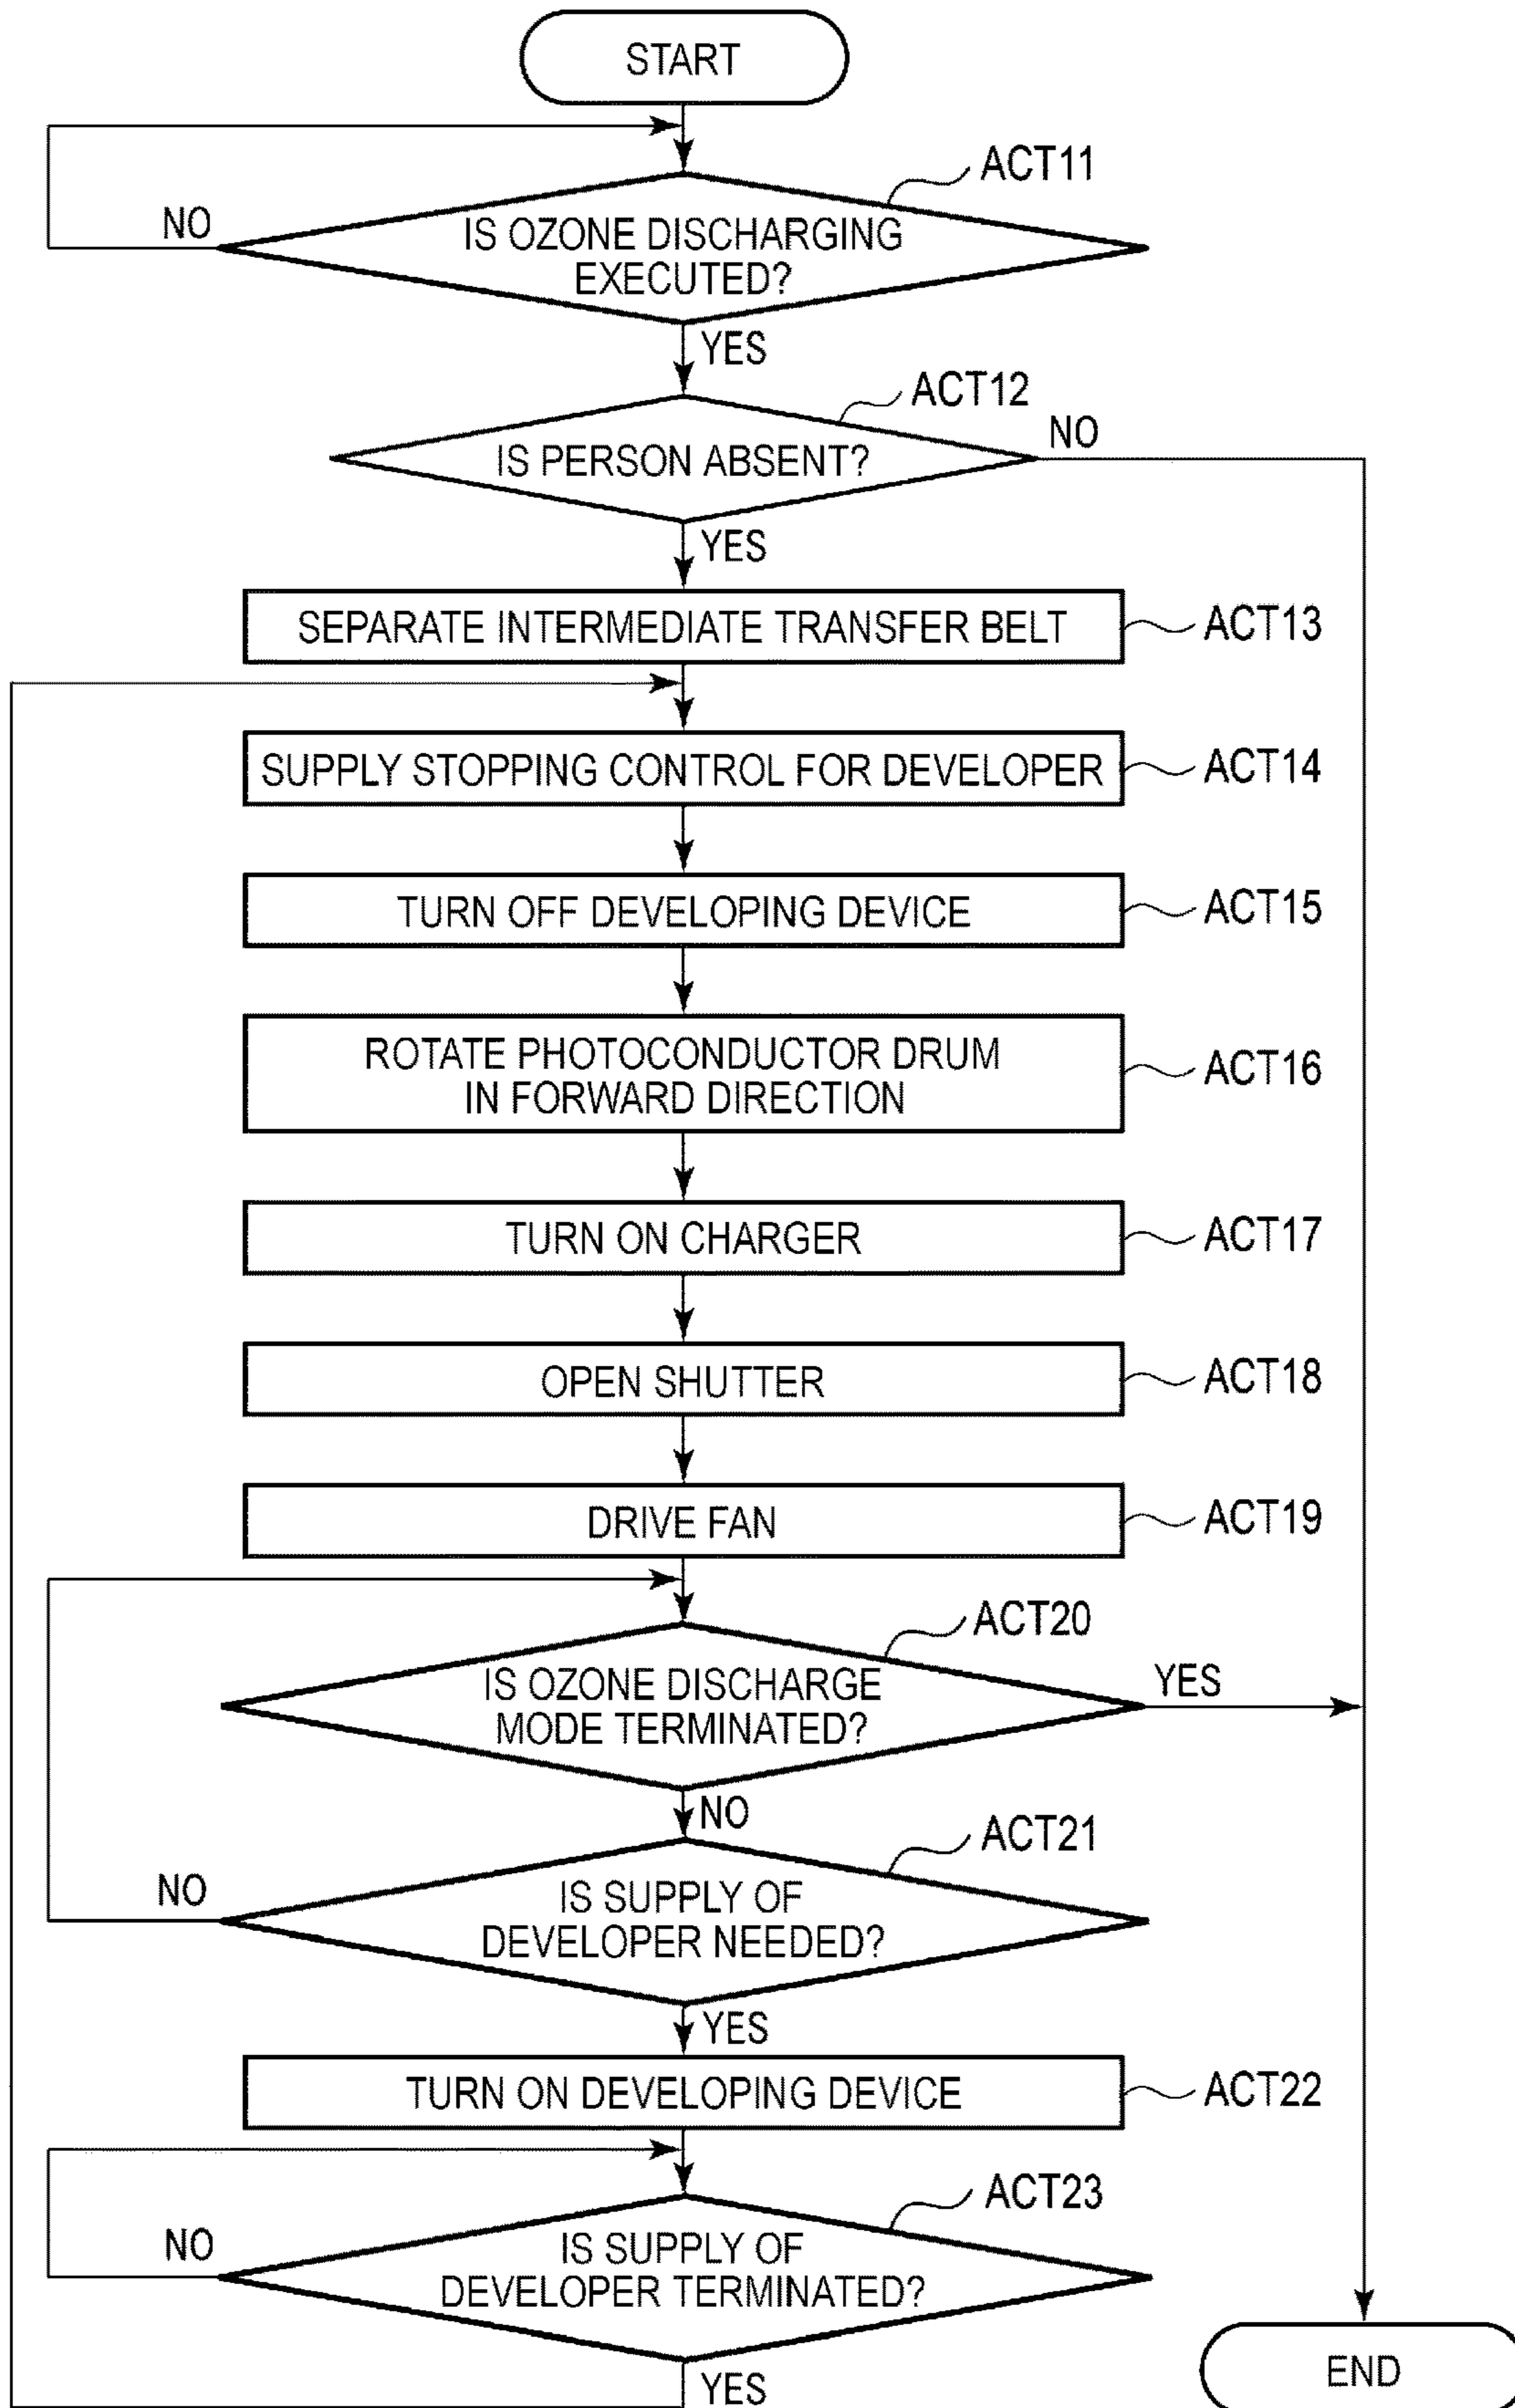 START
ACT11
NO
IS OZONE DISCHARGING
EXECUTED?
YES
ACT12
NO
IS PERSON ABSENT?
YES
SEPARATE INTERMEDIATE TRANSFER BELT
ACT13
SUPPLY STOPPING CONTROL FOR DEVELOPER
ACT14
TURN OFF DEVELOPING DEVICE
ACT15
ROTATE PHOTOCONDUCTOR DRUM
IN FORWARD DIRECTION
ACT16
TURN ON CHARGER
ACT17
OPEN SHUTTER
ACT18
DRIVE FAN
ACT19
ACT20
IS OZONE DISCHARGE
MODE TERMINATED?
YES
NO
ACT21
NO
IS SUPPLY OF
DEVELOPER NEEDED?
YES
TURN ON DEVELOPING DEVICE
ACT22
ACT23
NO
IS SUPPLY OF
DEVELOPER TERMINATED?
YES
END